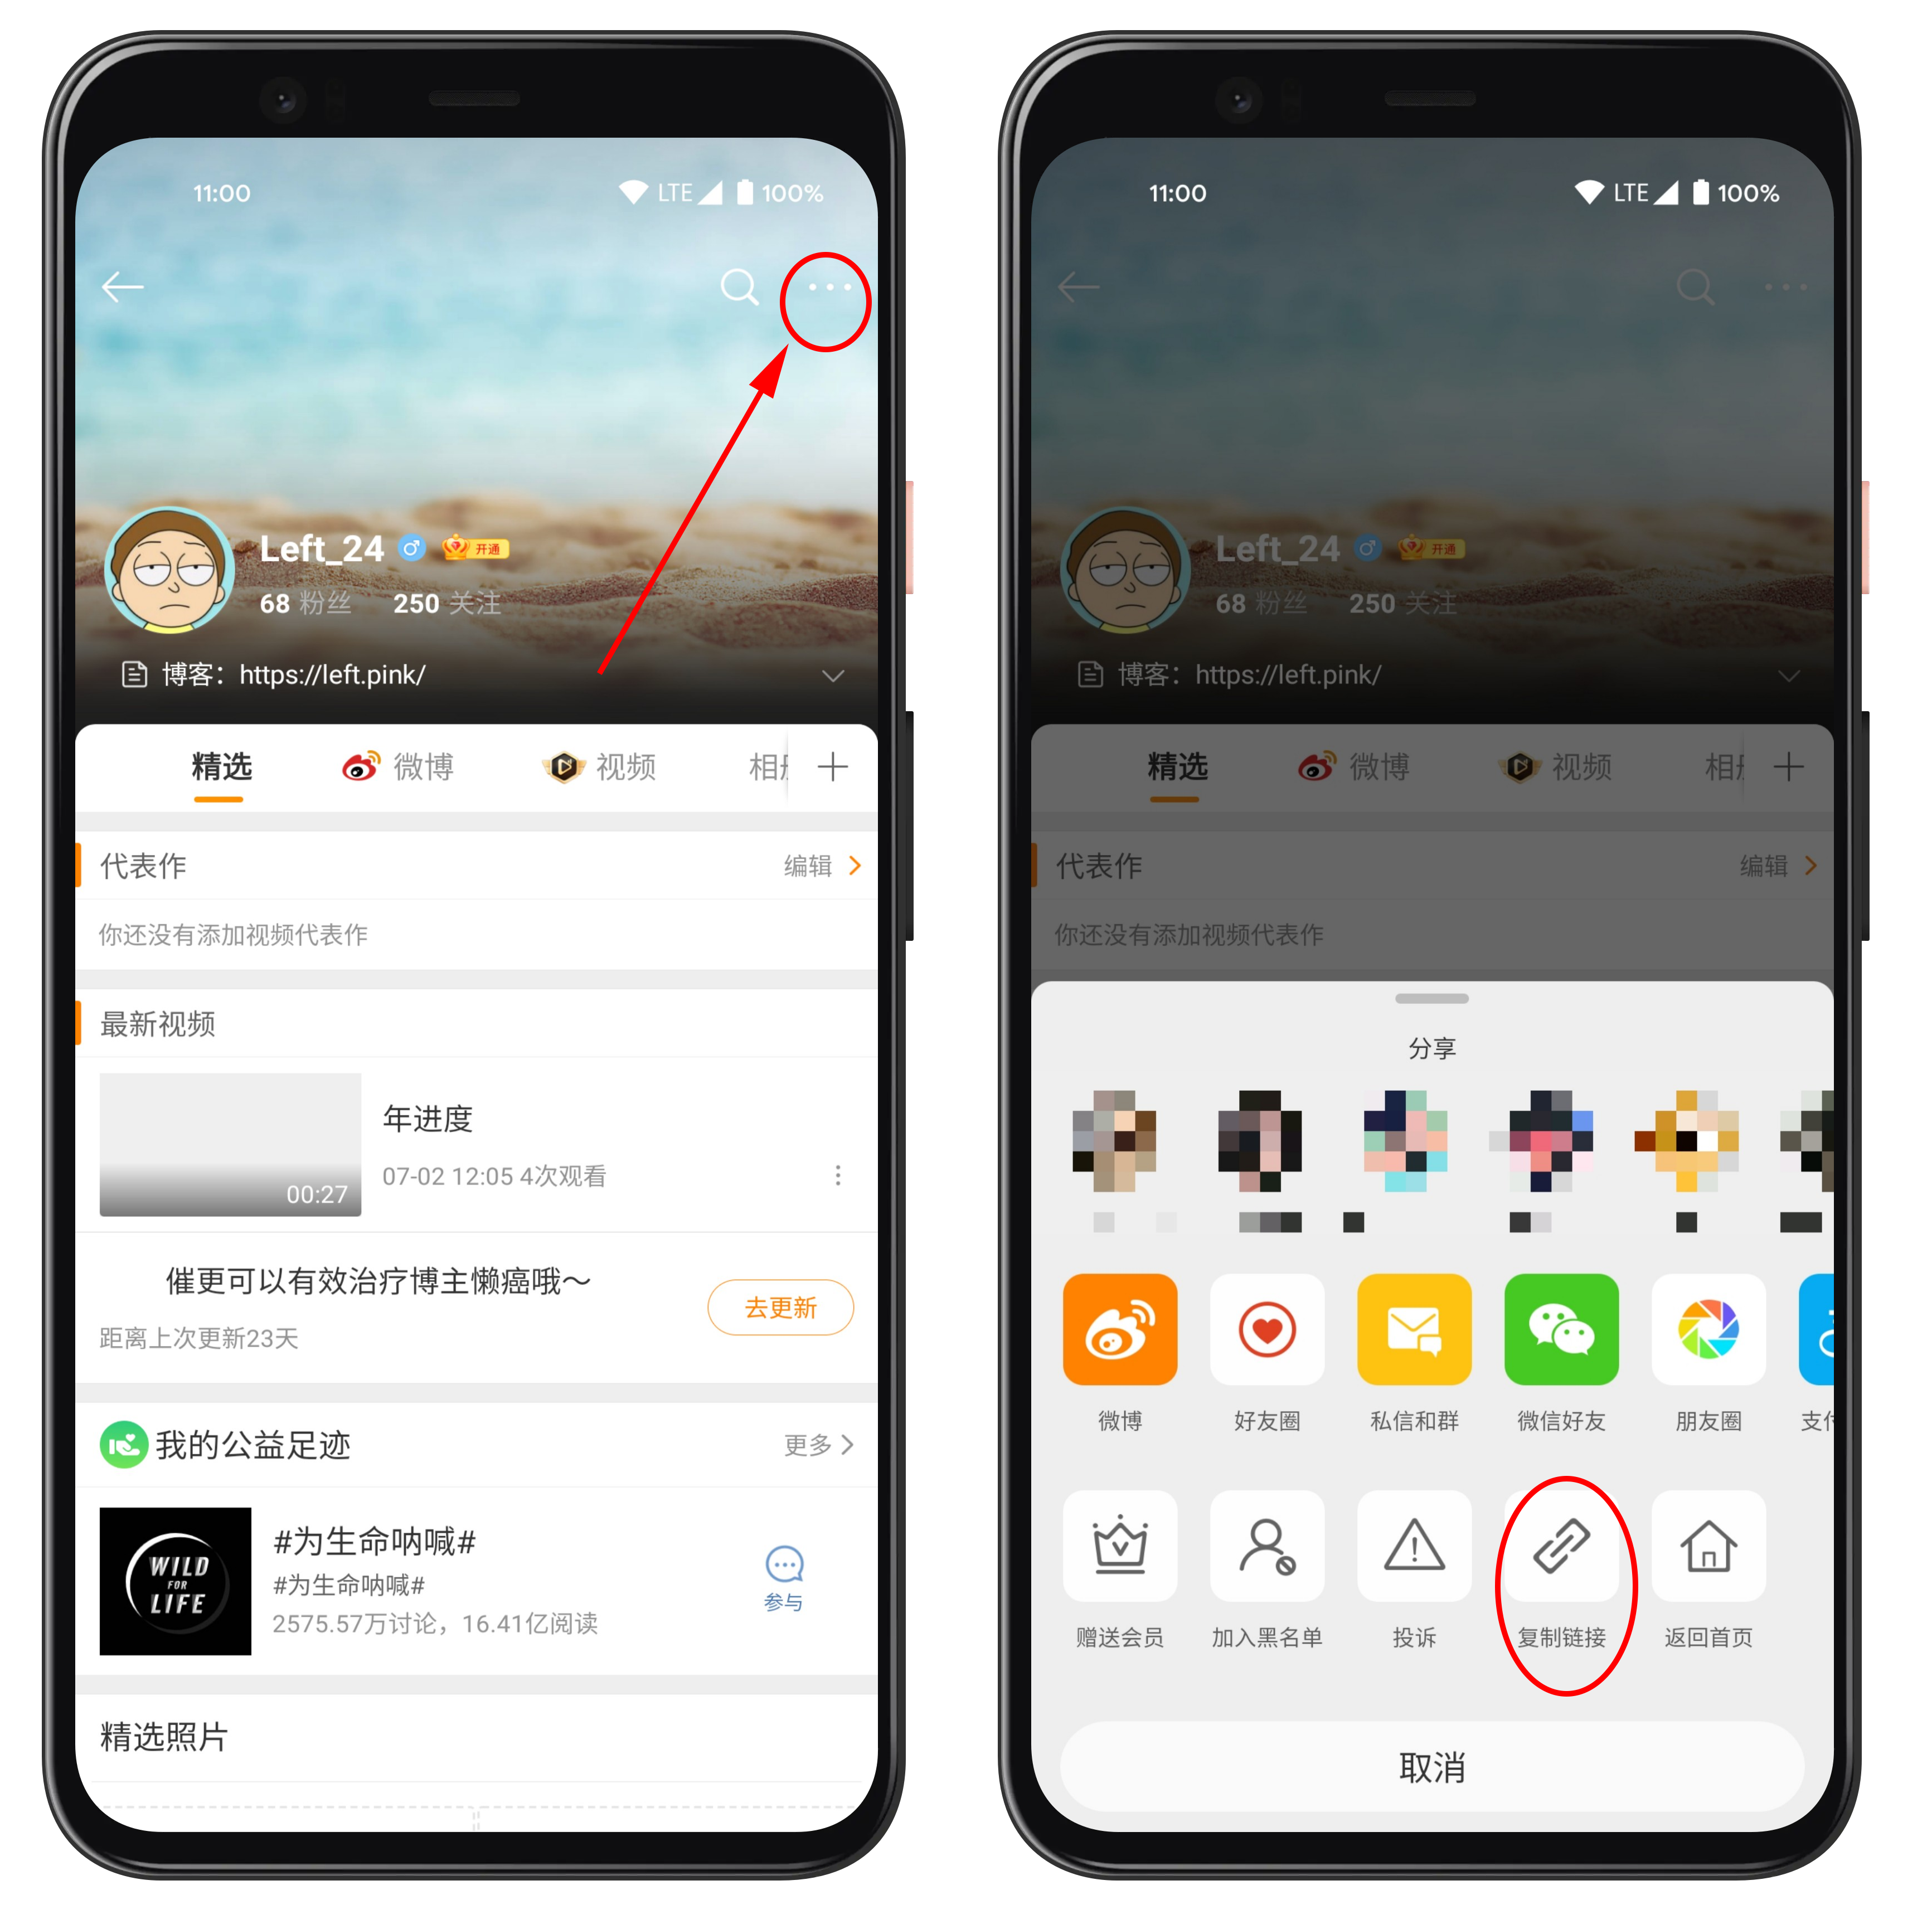 11:00
LTE 100%
Left_24 开通
68 粉丝 250 关注
博客：https://left.pink/
精选 微博 视频 相册
代表作 编辑
你还没有添加视频代表作
最新视频
年进度
07-02 12:05 4次观看
00:27
催更可以有效治疗博主懒癌哦～
距离上次更新23天
去更新
我的公益足迹 更多
WILD
FOR
LIFE
#为生命呐喊#
#为生命呐喊#
2575.57万讨论，16.41亿阅读
参与
精选照片
11:00
LTE 100%
Left_24 开通
68 粉丝 250 关注
博客：https://left.pink/
精选 微博 视频 相册
代表作 编辑
你还没有添加视频代表作
分享
微博 好友圈 私信和群 微信好友 朋友圈 支付
赠送会员 加入黑名单 投诉 复制链接 返回首页
取消